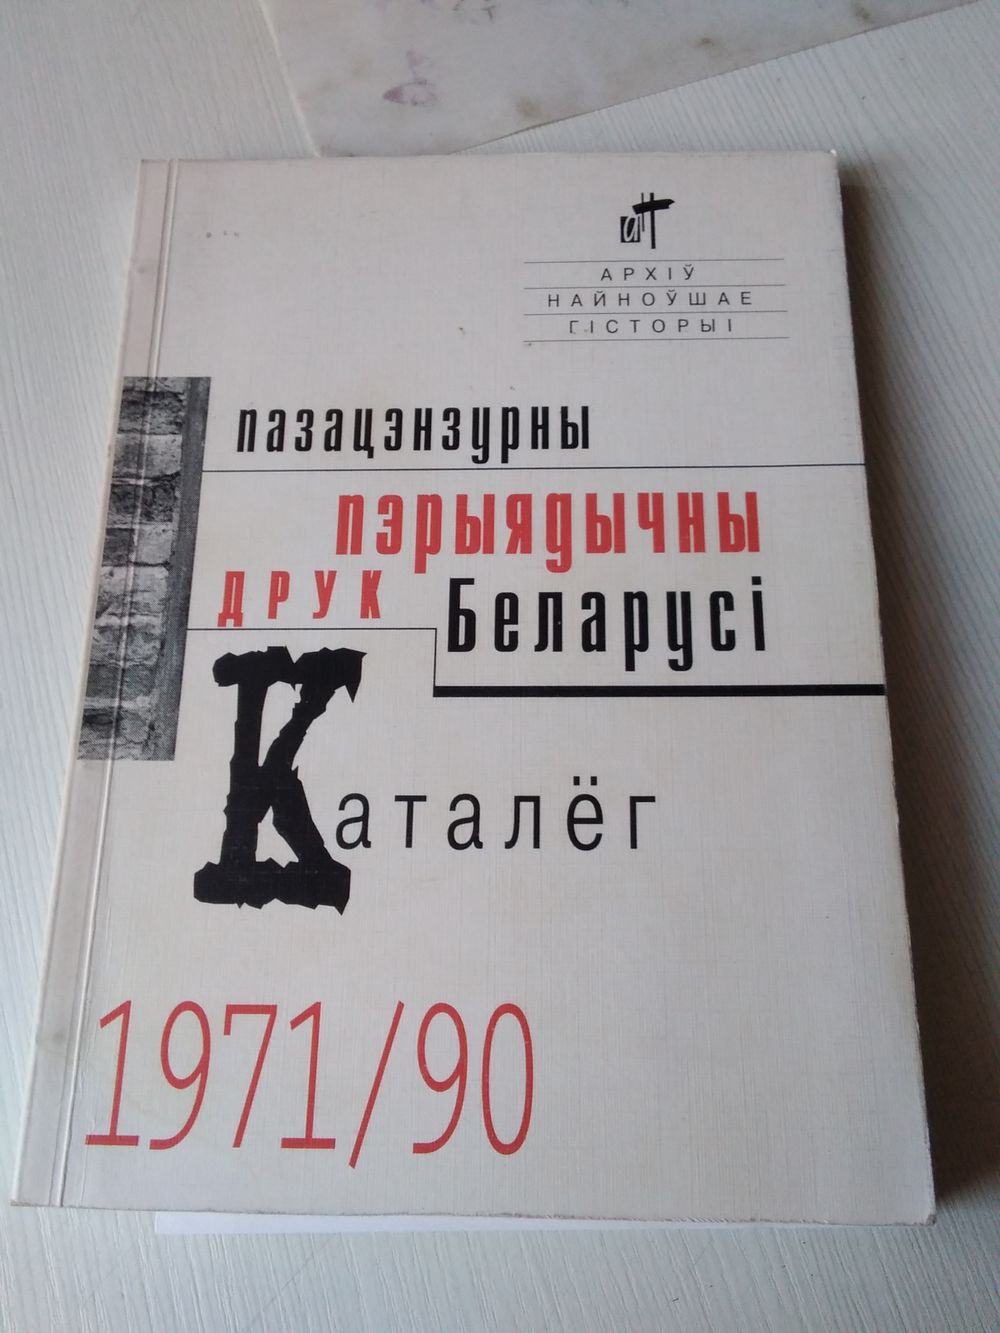 АРХІЎ
НАЙНОЎШАЕ
ГІСТОРЫІ
пазацэнзурны
пэрыядычны
ДРУК Беларусі
Каталёг
1971/90